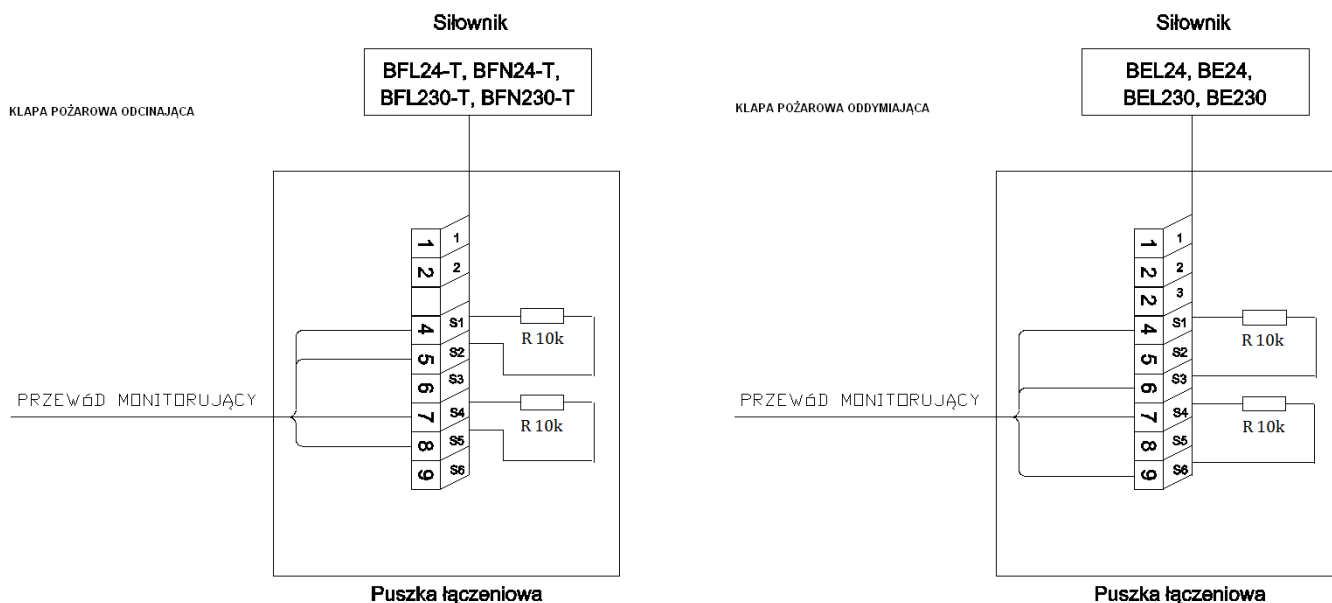 Siłownik
BFL24-T, BFN24-T,
BFL230-T, BFN230-T
KLAPA POŻAROWA ODCINAJĄCA
1 1
2 2
4 S1
R 10k
5 S2
6 S3
PRZEWóD MONITORUJĄCY
7 S4
R 10k
8 S5
9 S6
Puszka łączeniowa
Siłownik
BEL24, BE24,
BEL230, BE230
KLAPA POŻAROWA ODDYMIAJĄCA
1 1
2 2
2 3
4 S1
R 10k
5 S2
6 S3
PRZEWóD MONITORUJĄCY
7 S4
R 10k
8 S5
9 S6
Puszka łączeniowa